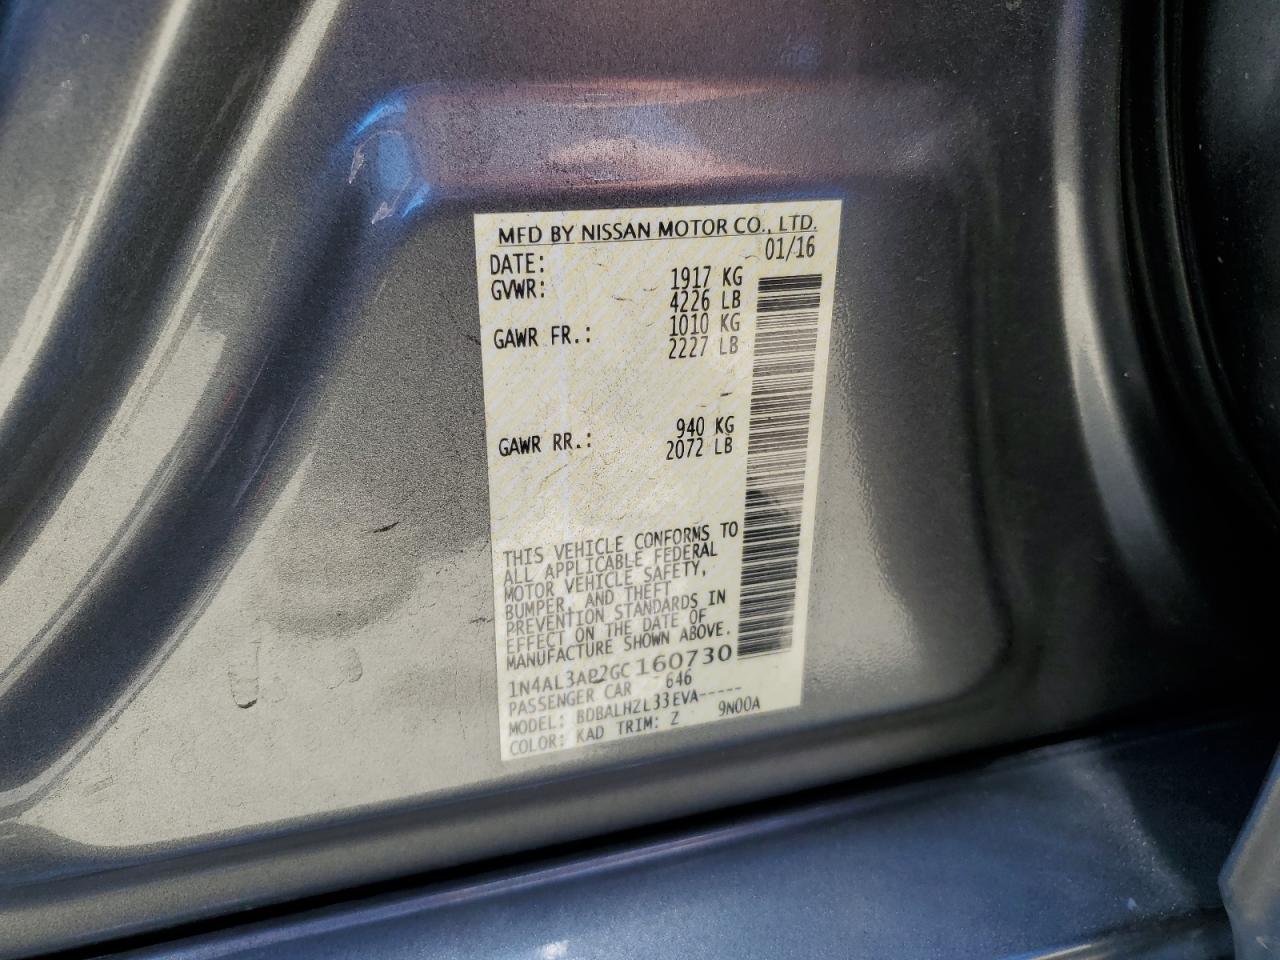 MFD BY NISSAN MOTOR CO., LTD.
DATE: 01/16
GVWR: 1917 KG
4226 LB
GAWR FR.: 1010 KG
2227 LB
GAWR RR.: 940 KG
2072 LB
THIS VEHICLE CONFORMS TO
ALL APPLICABLE FEDERAL
MOTOR VEHICLE SAFETY,
BUMPER, AND THEFT
PREVENTION STANDARDS IN
EFFECT ON THE DATE OF
MANUFACTURE SHOWN ABOVE.
1N4AL3AP2GC160730
PASSENGER CAR 646
MODEL: BDBALHZL33EVA-----
COLOR: KAD TRIM: Z 9N00A